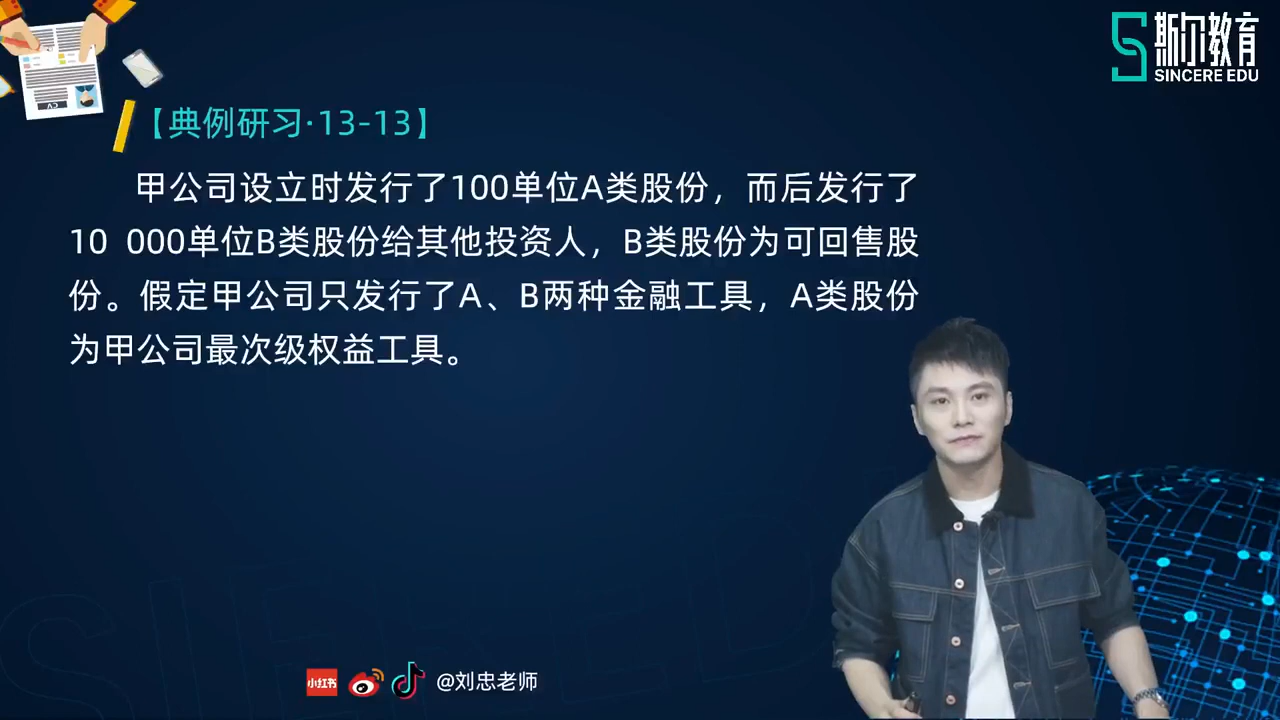 斯尔教育
SINCERE EDU
【典例研习·13-13】
甲公司设立时发行了100单位A类股份，而后发行了
10 000单位B类股份给其他投资人，B类股份为可回售股
份。假定甲公司只发行了A、B两种金融工具，A类股份
为甲公司最次级权益工具。
小红书
@刘忠老师